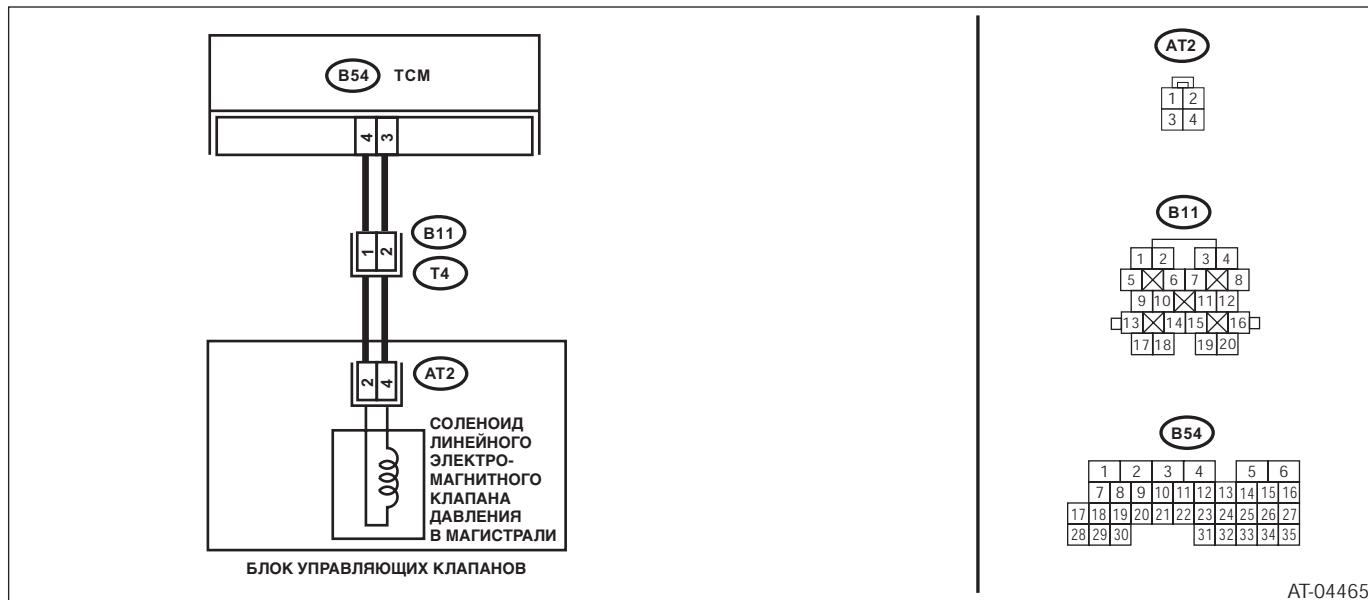 B54 TCM
4 3
1 2
B11
T4
2 4
AT2
СОЛЕНОИД
ЛИНЕЙНОГО
ЭЛЕКТРО-
МАГНИТНОГО
КЛАПАНА
ДАВЛЕНИЯ
В МАГИСТРАЛИ
БЛОК УПРАВЛЯЮЩИХ КЛАПАНОВ
AT2
1 2
3 4
B11
1 2 3 4
5 6 7 8
9 10 11 12
13 14 15 16
17 18 19 20
B54
1 2 3 4 5 6
7 8 9 10 11 12 13 14 15 16
17 18 19 20 21 22 23 24 25 26 27
28 29 30 31 32 33 34 35
AT-04465